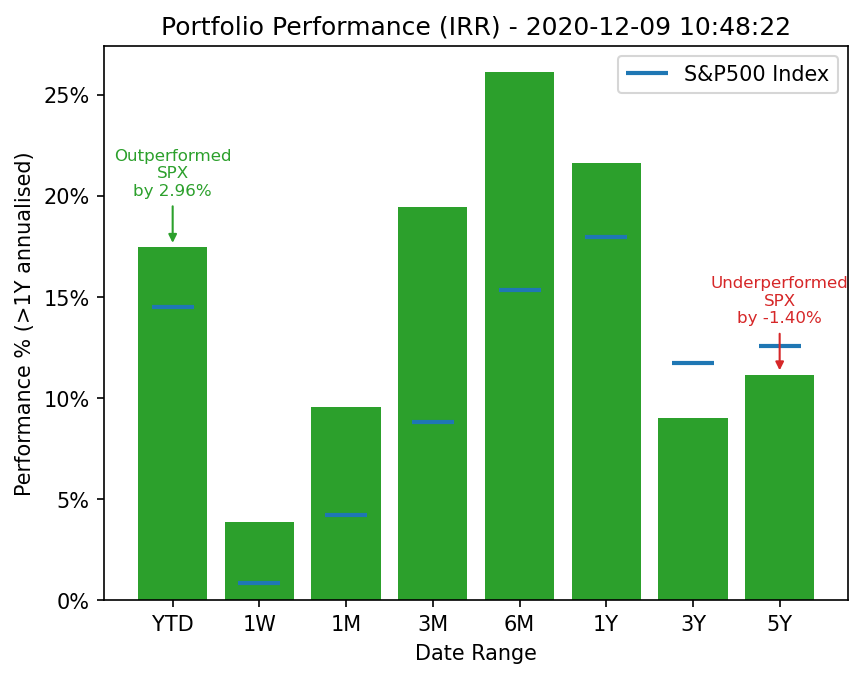 Portfolio Performance (IRR) - 2020-12-09 10:48:22
S&P500 Index
Outperformed
SPX
by 2.96%
Underperformed
SPX
by -1.40%
Performance % (>1Y annualised)
25%
20%
15%
10%
5%
0%
YTD 1W 1M 3M 6M 1Y 3Y 5Y
Date Range